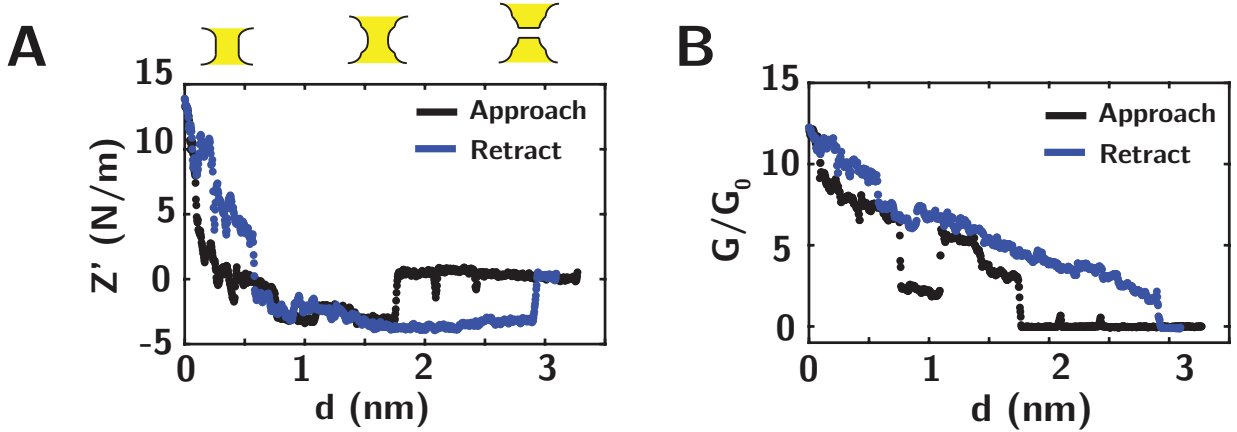 A
Z' (N/m)
15
10
5
0
-5
Approach
Retract
0
1
2
3
d (nm)
B
G/G₀
15
10
5
0
Approach
Retract
0
1
2
3
d (nm)